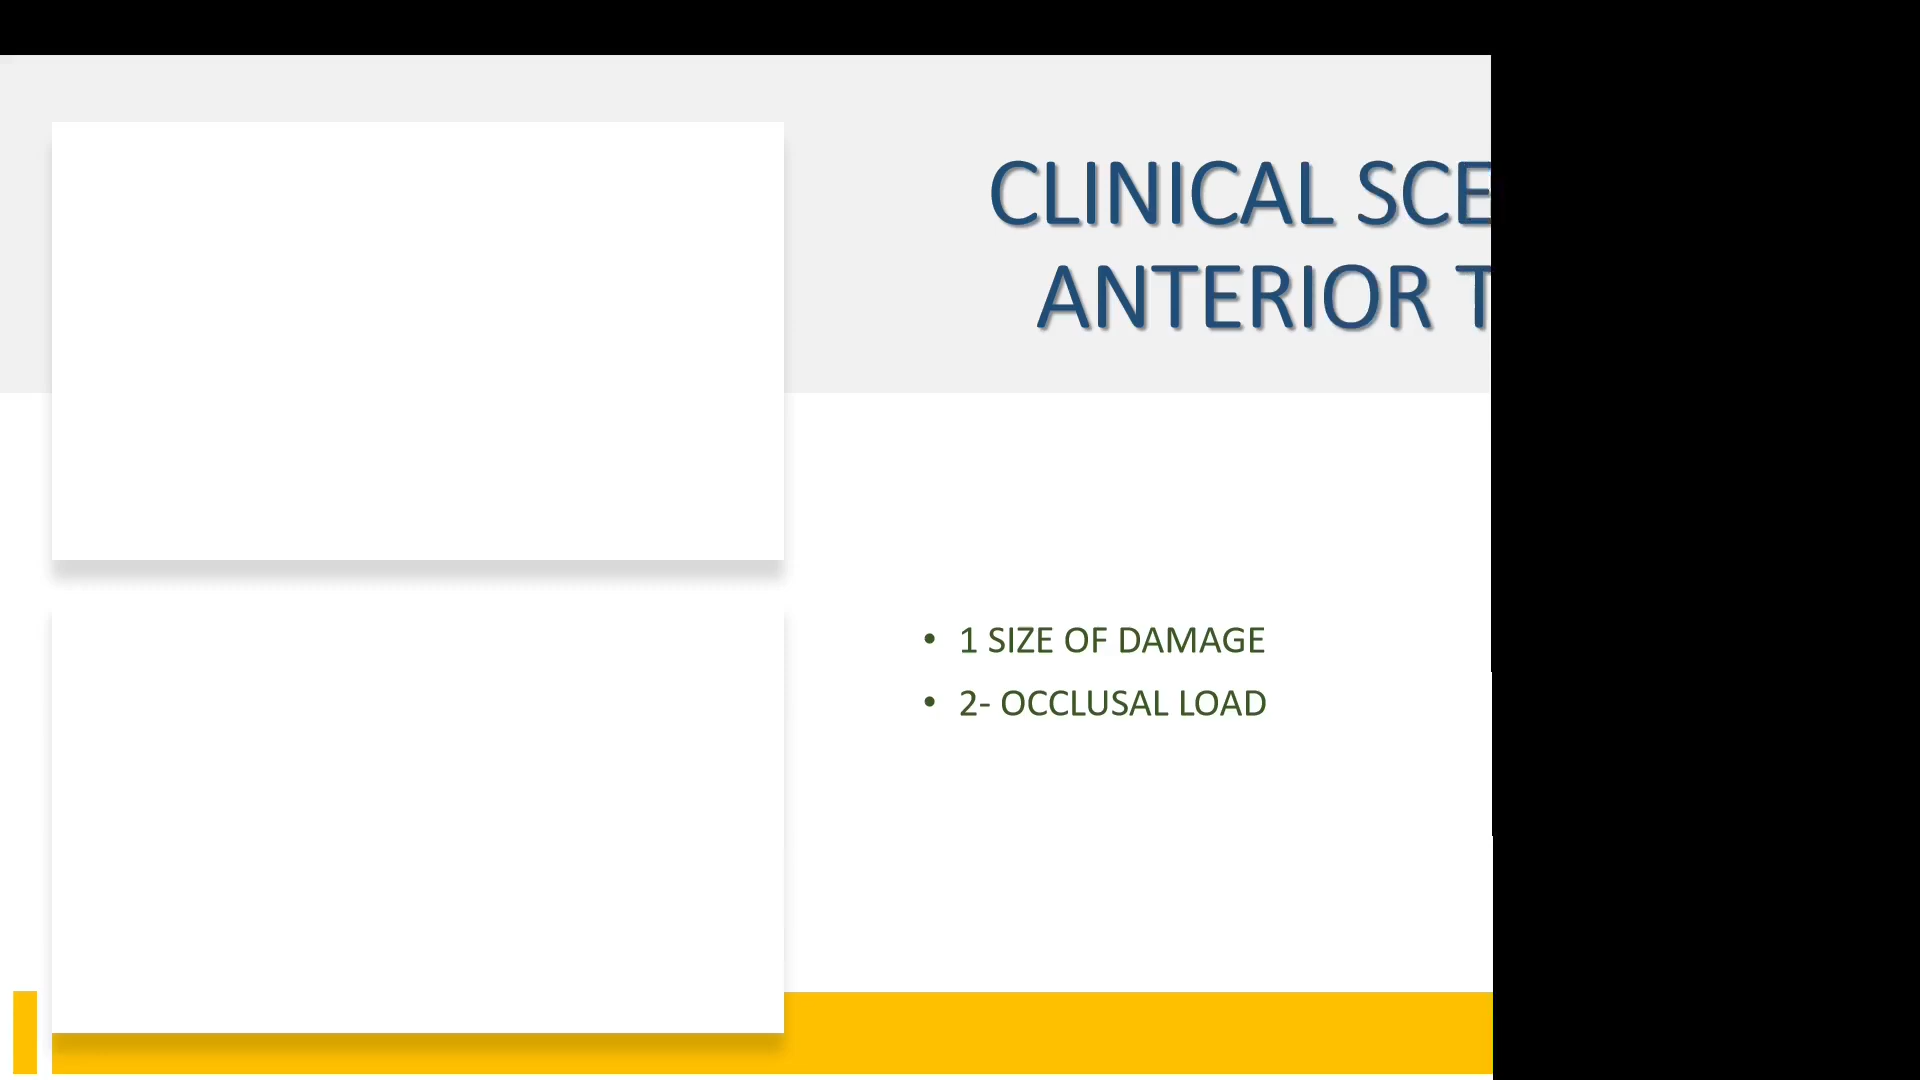 CLINICAL SCE
ANTERIOR T
• 1 SIZE OF DAMAGE
• 2- OCCLUSAL LOAD